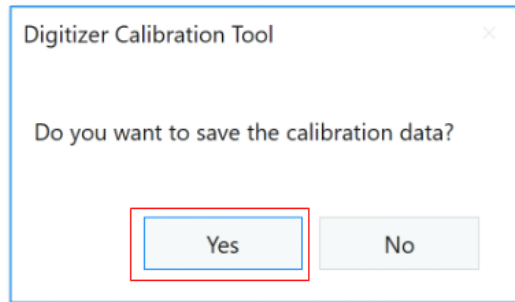 Digitizer Calibration Tool
Do you want to save the calibration data?
Yes
No